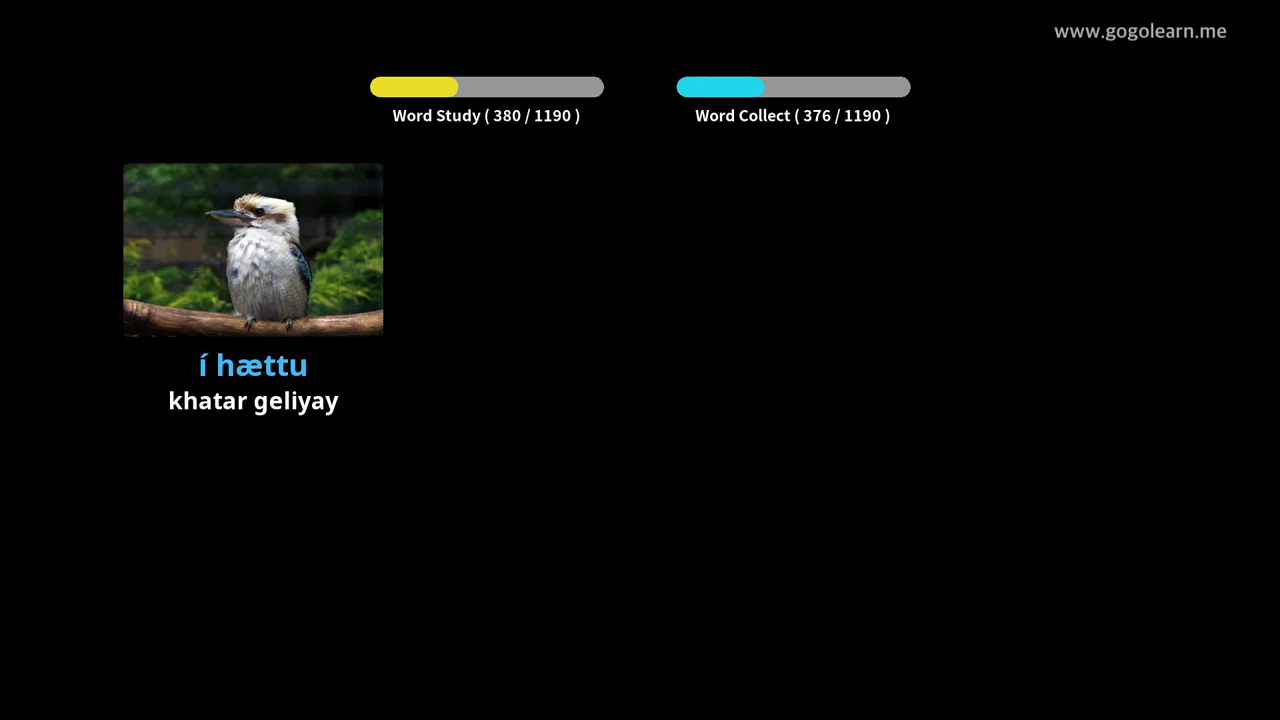 www.gogolearn.me
Word Study ( 380 / 1190 )
Word Collect ( 376 / 1190 )
í hættu
khatar geliyay